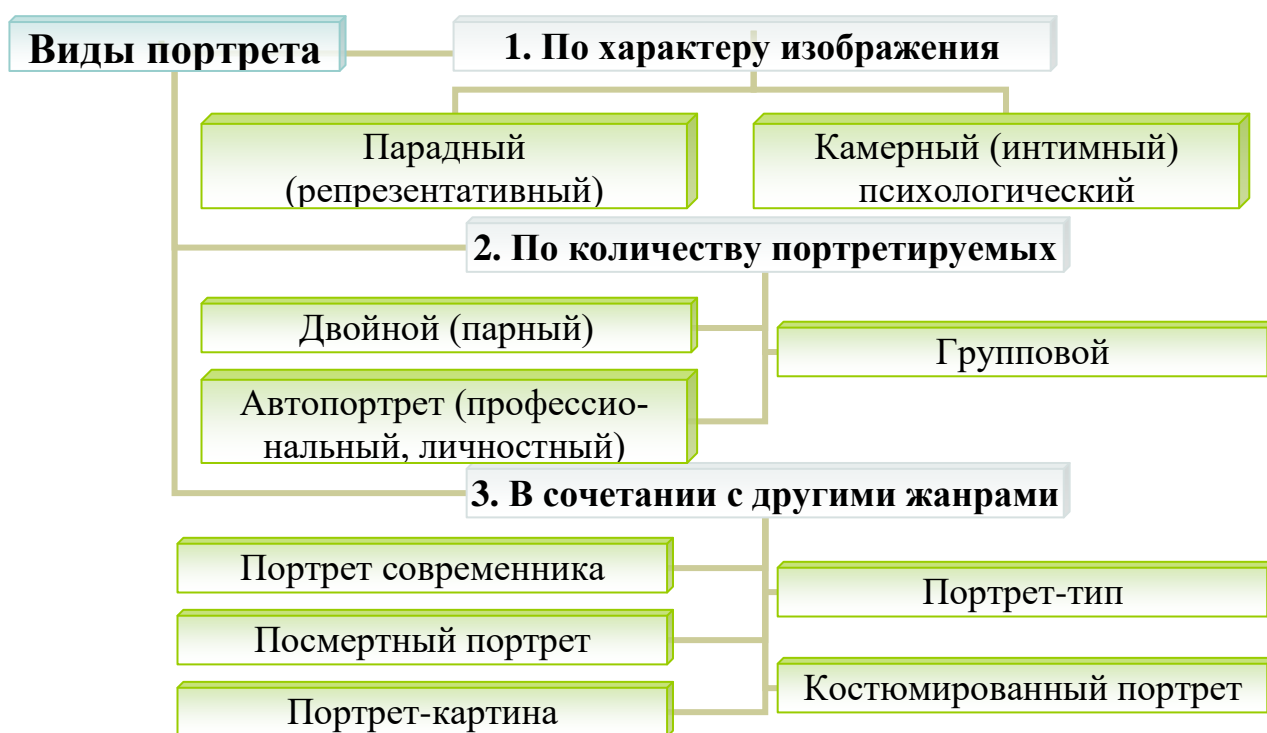 Виды портрета
1. По характеру изображения
Парадный
(репрезентативный)
Камерный (интимный)
психологический
2. По количеству портретируемых
Двойной (парный)
Групповой
Автопортрет (профессио-
нальный, личностный)
3. В сочетании с другими жанрами
Портрет современника
Портрет-тип
Посмертный портрет
Костюмированный портрет
Портрет-картина